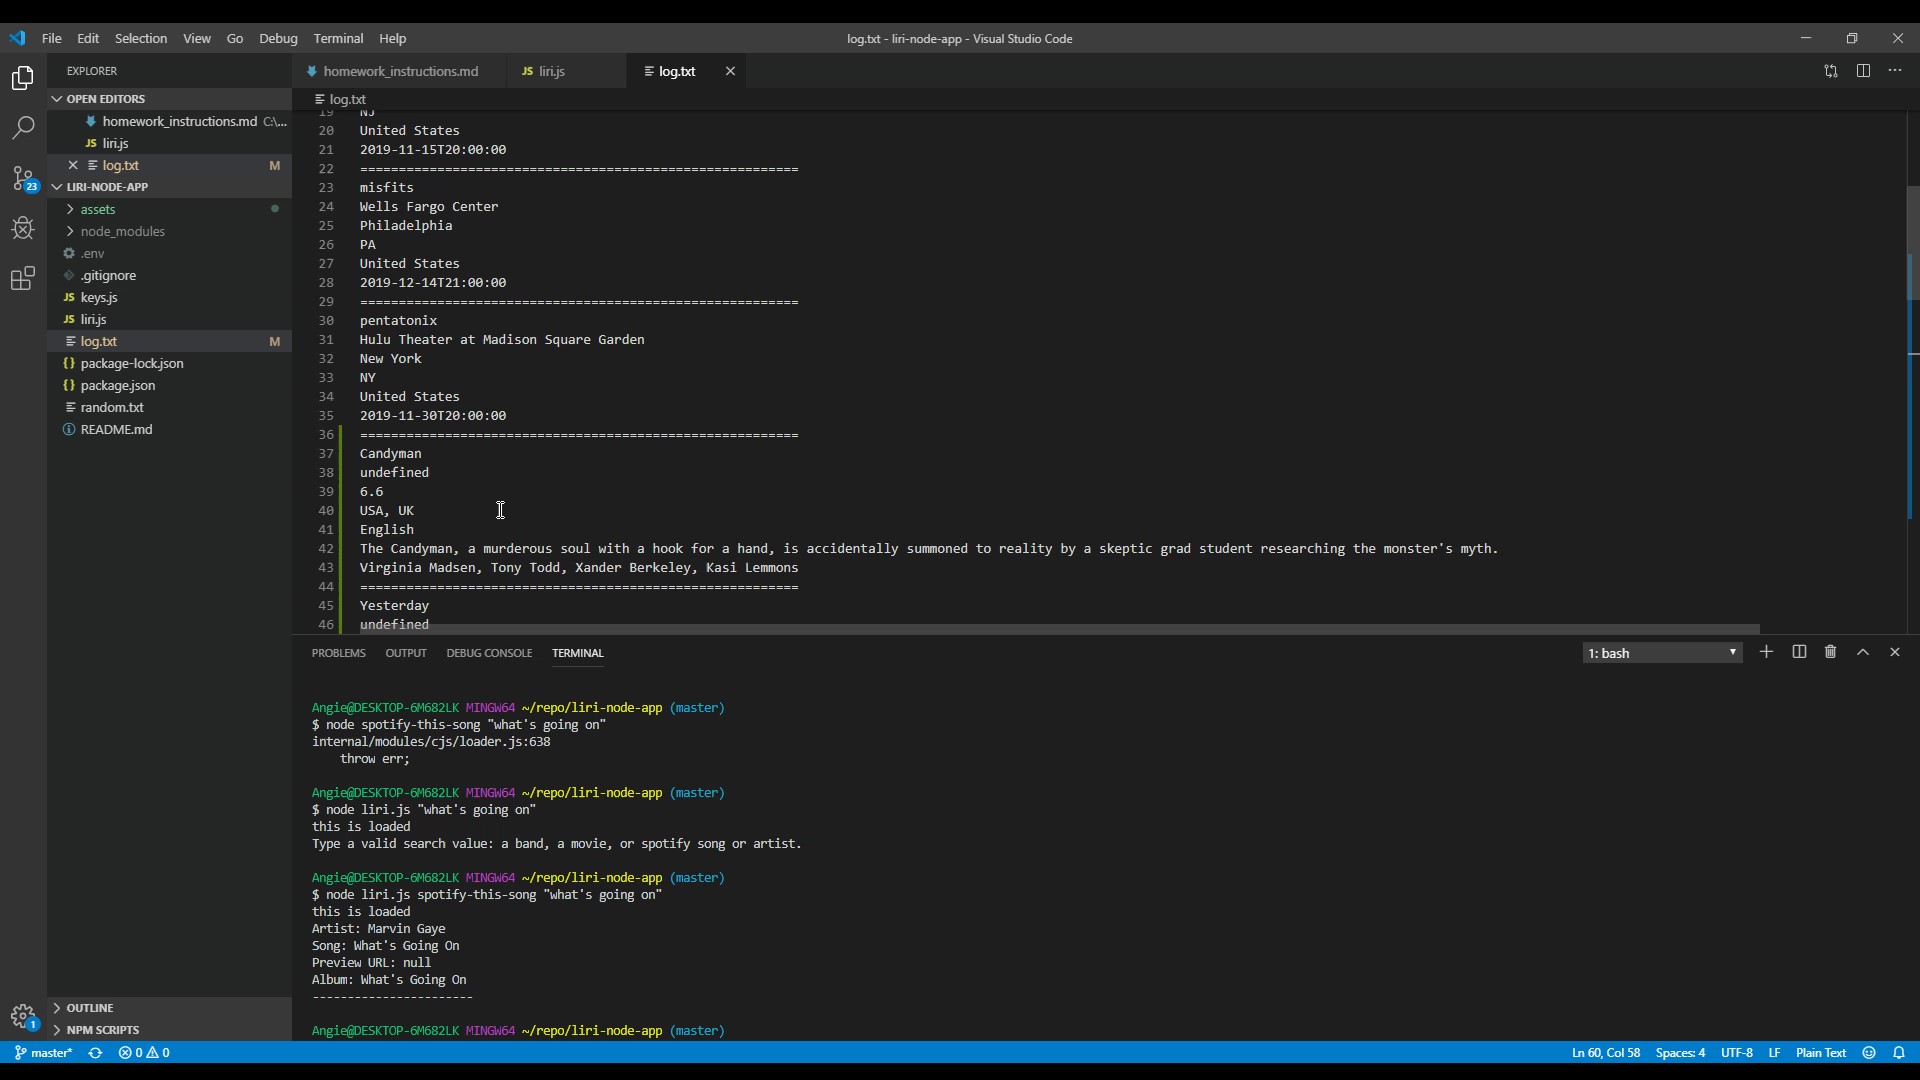 File Edit Selection View Go Debug Terminal Help
log.txt - liri-node-app - Visual Studio Code
EXPLORER
homework_instructions.md
JS liri.js
log.txt
OPEN EDITORS
log.txt
homework_instructions.md C:\...
JS liri.js
log.txt M
23
LIRI-NODE-APP
assets
node_modules
.env
.gitignore
JS keys.js
JS liri.js
log.txt M
{} package-lock.json
{} package.json
random.txt
README.md
OUTLINE
NPM SCRIPTS
1
19 NJ
20 United States
21 2019-11-15T20:00:00
22 =========================================================
23 misfits
24 Wells Fargo Center
25 Philadelphia
26 PA
27 United States
28 2019-12-14T21:00:00
29 =========================================================
30 pentatonix
31 Hulu Theater at Madison Square Garden
32 New York
33 NY
34 United States
35 2019-11-30T20:00:00
36 =========================================================
37 Candyman
38 undefined
39 6.6
40 USA, UK
41 English
42 The Candyman, a murderous soul with a hook for a hand, is accidentally summoned to reality by a skeptic grad student researching the monster's myth.
43 Virginia Madsen, Tony Todd, Xander Berkeley, Kasi Lemmons
44 =========================================================
45 Yesterday
46 undefined
PROBLEMS OUTPUT DEBUG CONSOLE TERMINAL
1: bash
Angie@DESKTOP-6M682LK MINGW64 ~/repo/liri-node-app (master)
$ node spotify-this-song "what's going on"
internal/modules/cjs/loader.js:638
throw err;
Angie@DESKTOP-6M682LK MINGW64 ~/repo/liri-node-app (master)
$ node liri.js "what's going on"
this is loaded
Type a valid search value: a band, a movie, or spotify song or artist.
Angie@DESKTOP-6M682LK MINGW64 ~/repo/liri-node-app (master)
$ node liri.js spotify-this-song "what's going on"
this is loaded
Artist: Marvin Gaye
Song: What's Going On
Preview URL: null
Album: What's Going On
-----------------------
Angie@DESKTOP-6M682LK MINGW64 ~/repo/liri-node-app (master)
master* 0 0
Ln 60, Col 58 Spaces: 4 UTF-8 LF Plain Text